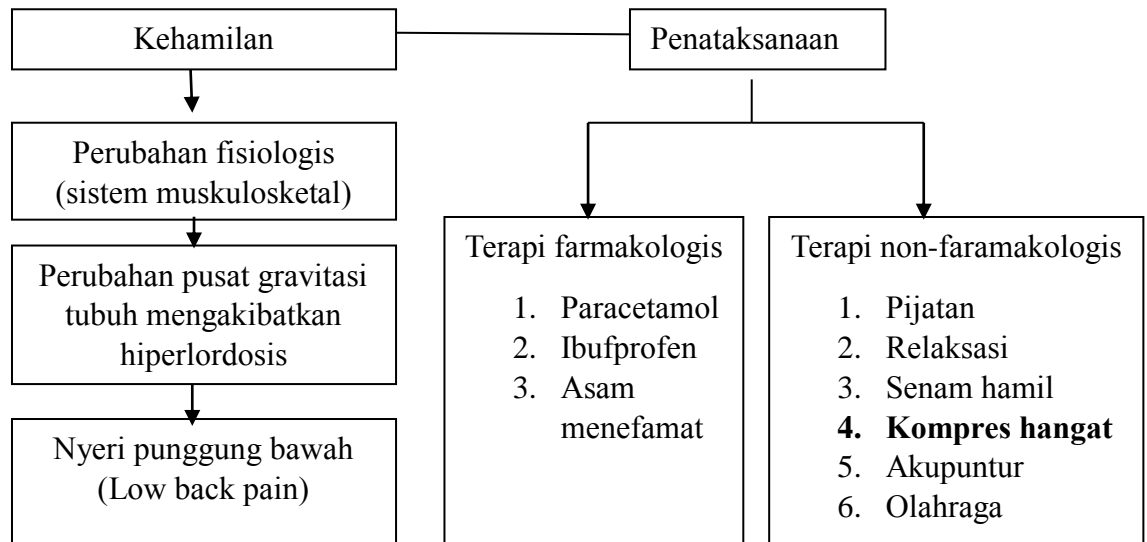 Kehamilan
Penataksanaan
Perubahan fisiologis
(sistem muskulosketal)
Perubahan pusat gravitasi
tubuh mengakibatkan
hiperlordosis
Nyeri punggung bawah
(Low back pain)
Terapi farmakologis
1. Paracetamol
2. Ibufprofen
3. Asam
menefamat
Terapi non-faramakologis
1. Pijatan
2. Relaksasi
3. Senam hamil
4. Kompres hangat
5. Akupuntur
6. Olahraga